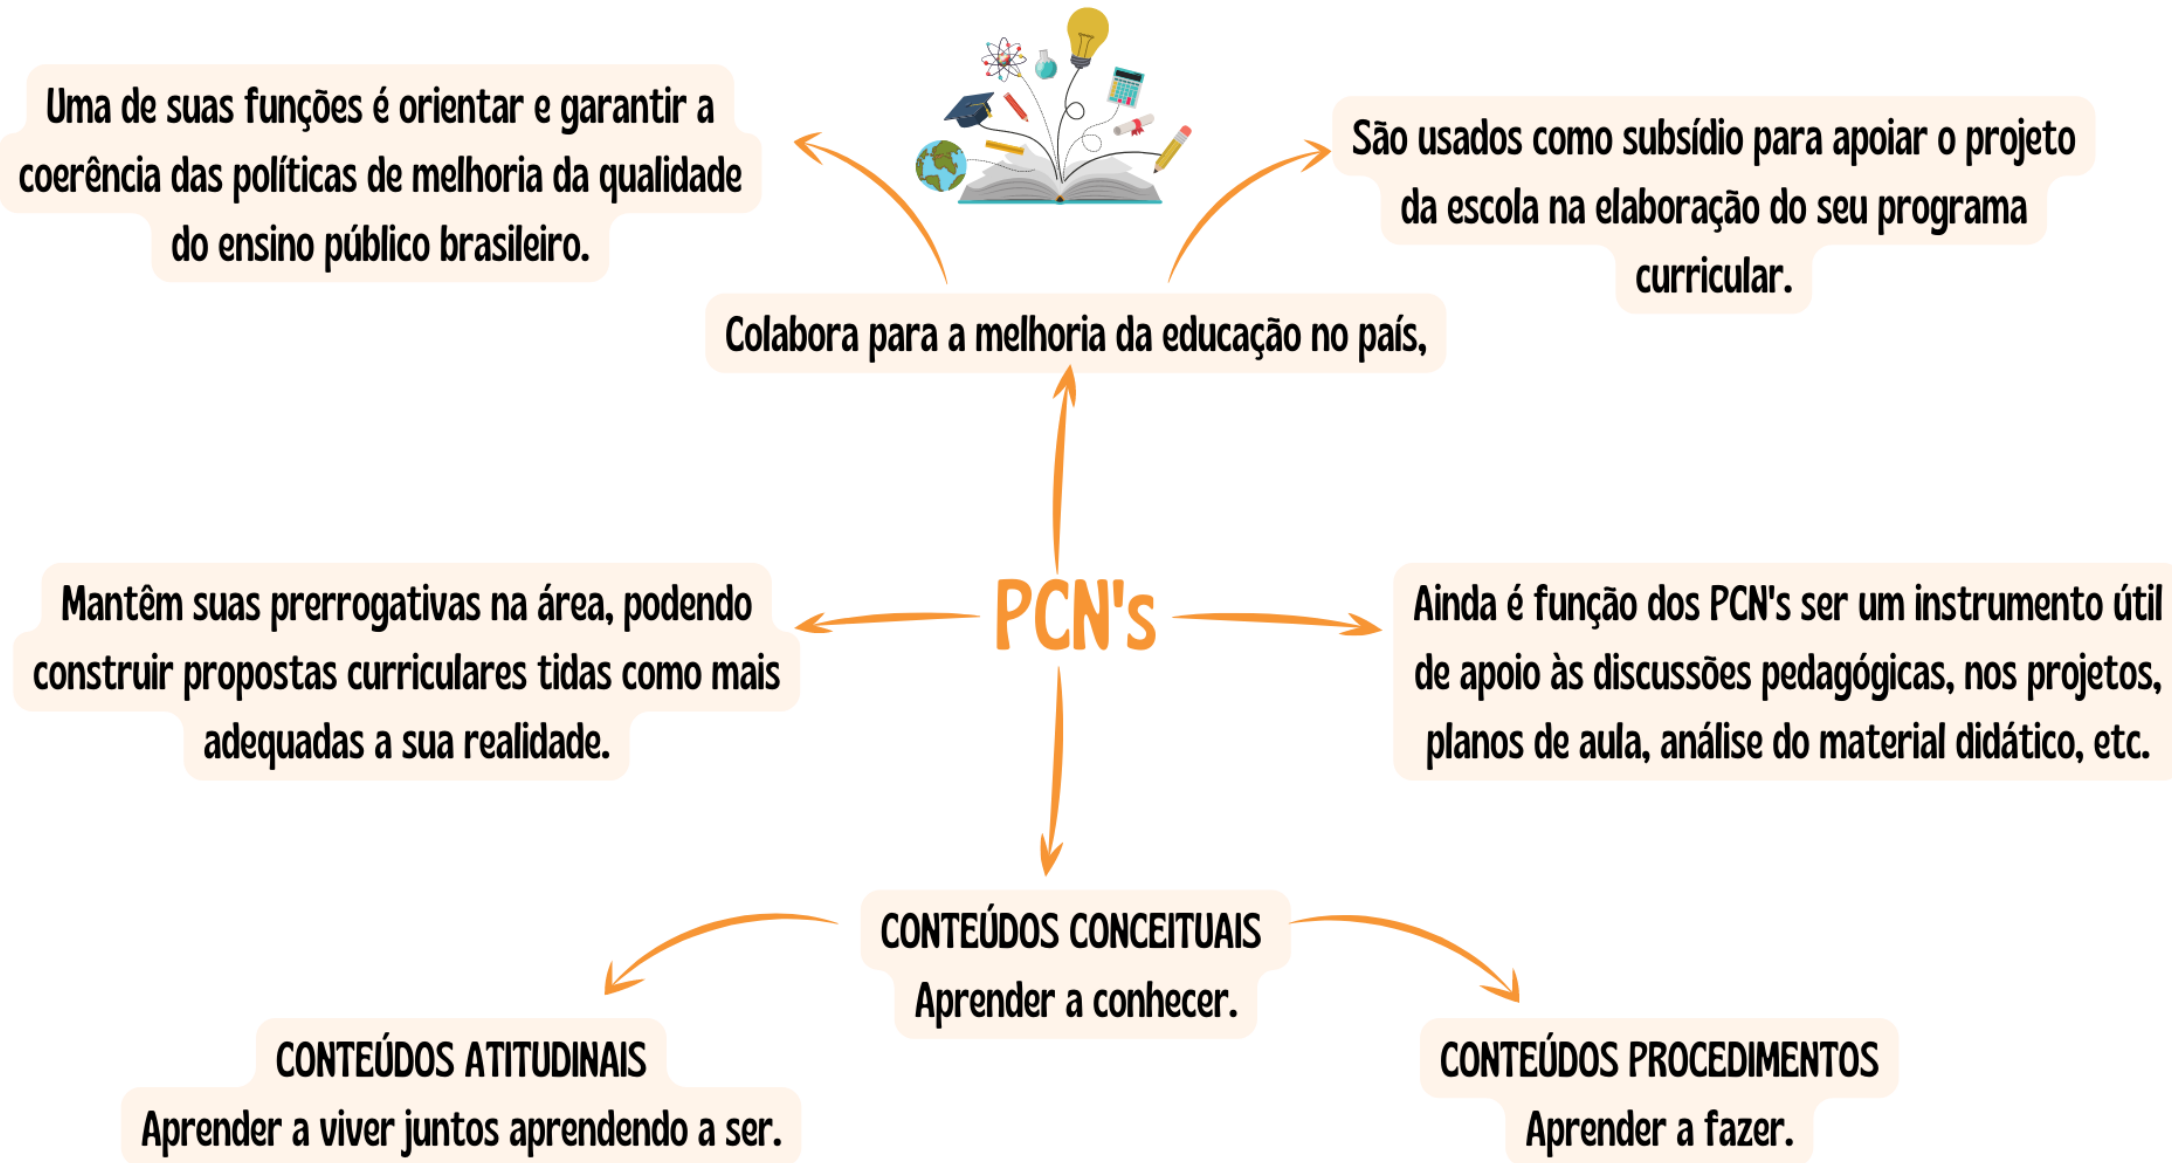 Uma de suas funções é orientar e garantir a
coerência das políticas de melhoria da qualidade
do ensino público brasileiro.
São usados como subsídio para apoiar o projeto
da escola na elaboração do seu programa
curricular.
Colabora para a melhoria da educação no país,
Mantêm suas prerrogativas na área, podendo
construir propostas curriculares tidas como mais
adequadas a sua realidade.
PCN's
Ainda é função dos PCN's ser um instrumento útil
de apoio às discussões pedagógicas, nos projetos,
planos de aula, análise do material didático, etc.
CONTEÚDOS CONCEITUAIS
Aprender a conhecer.
CONTEÚDOS ATITUDINAIS
Aprender a viver juntos aprendendo a ser.
CONTEÚDOS PROCEDIMENTOS
Aprender a fazer.